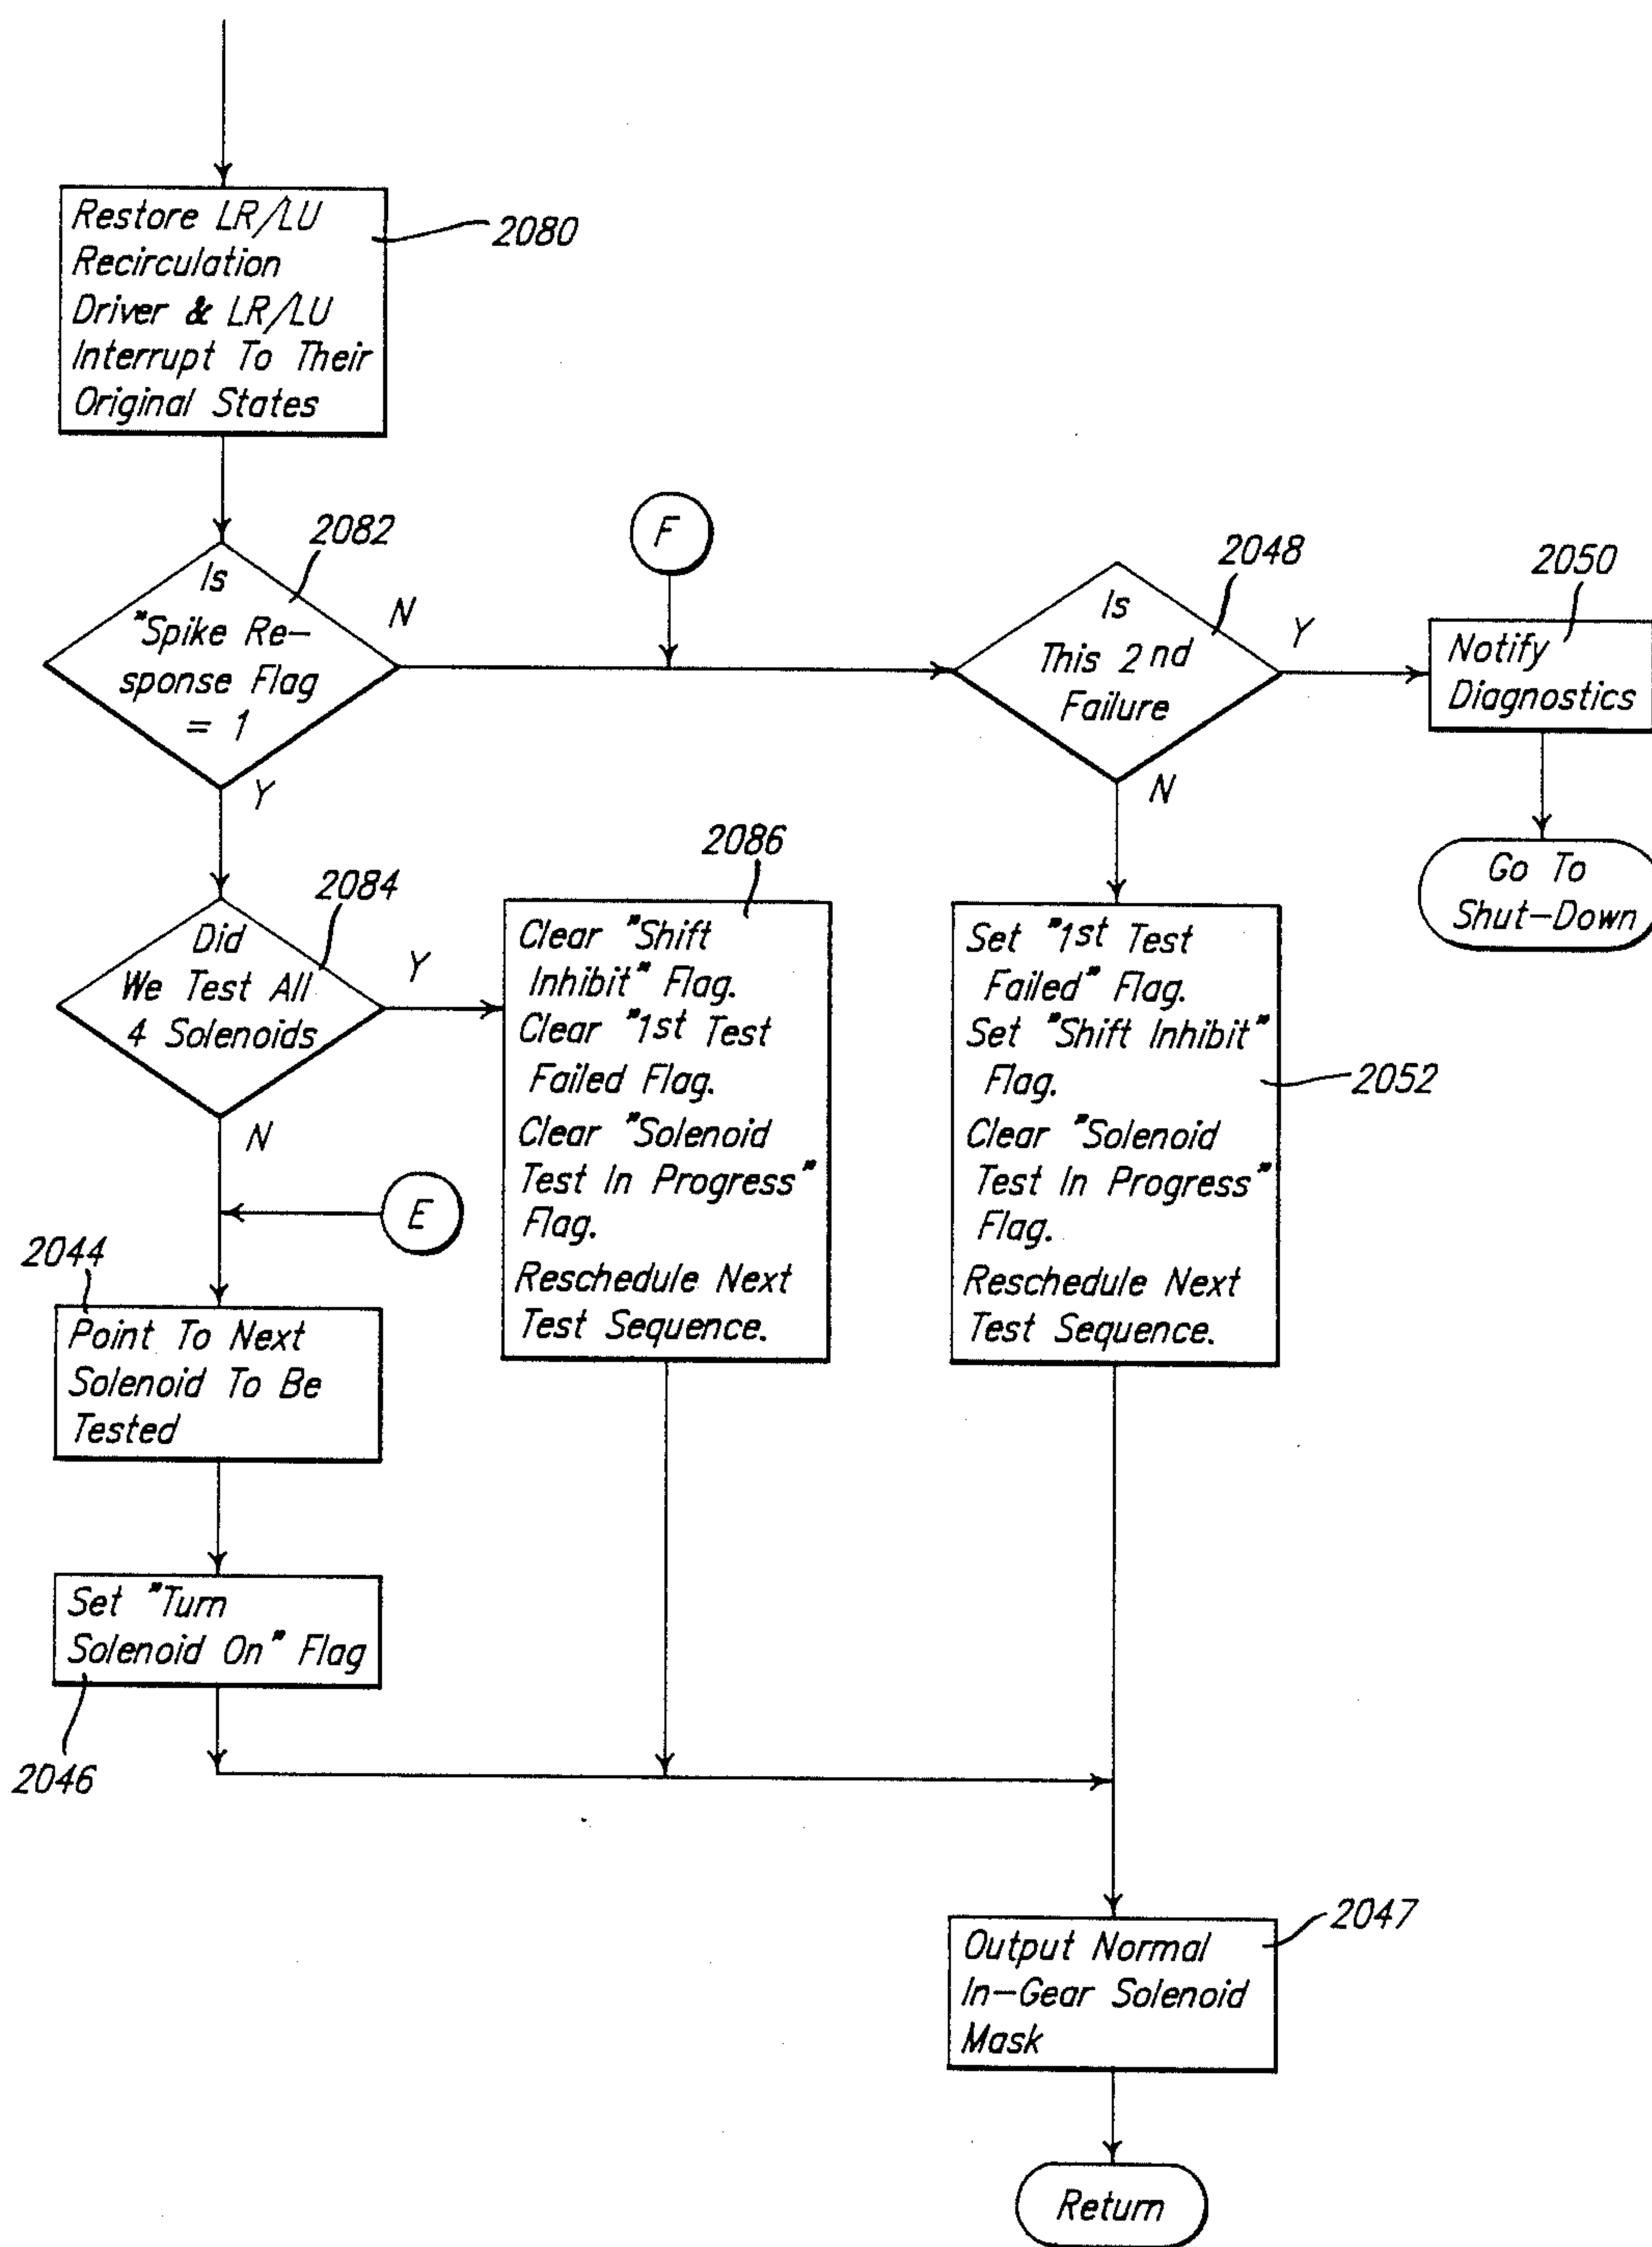 Restore LR/LU
Recirculation
Driver & LR/LU
Interrupt To Their
Original States
2080
2082
Is
"Spike Re-
sponse Flag
= 1
N
Y
F
2048
Is
This 2nd
Failure
Y
N
2050
Notify
Diagnostics
Go To
Shut-Down
2084
Did
We Test All
4 Solenoids
Y
N
2086
Clear "Shift
Inhibit" Flag.
Clear "1st Test
Failed Flag.
Clear "Solenoid
Test In Progress"
Flag.
Reschedule Next
Test Sequence.
Set "1st Test
Failed" Flag.
Set "Shift Inhibit"
Flag.
Clear "Solenoid
Test In Progress"
Flag.
Reschedule Next
Test Sequence.
2052
E
2044
Point To Next
Solenoid To Be
Tested
Set "Turn
Solenoid On" Flag
2046
2047
Output Normal
In-Gear Solenoid
Mask
Return